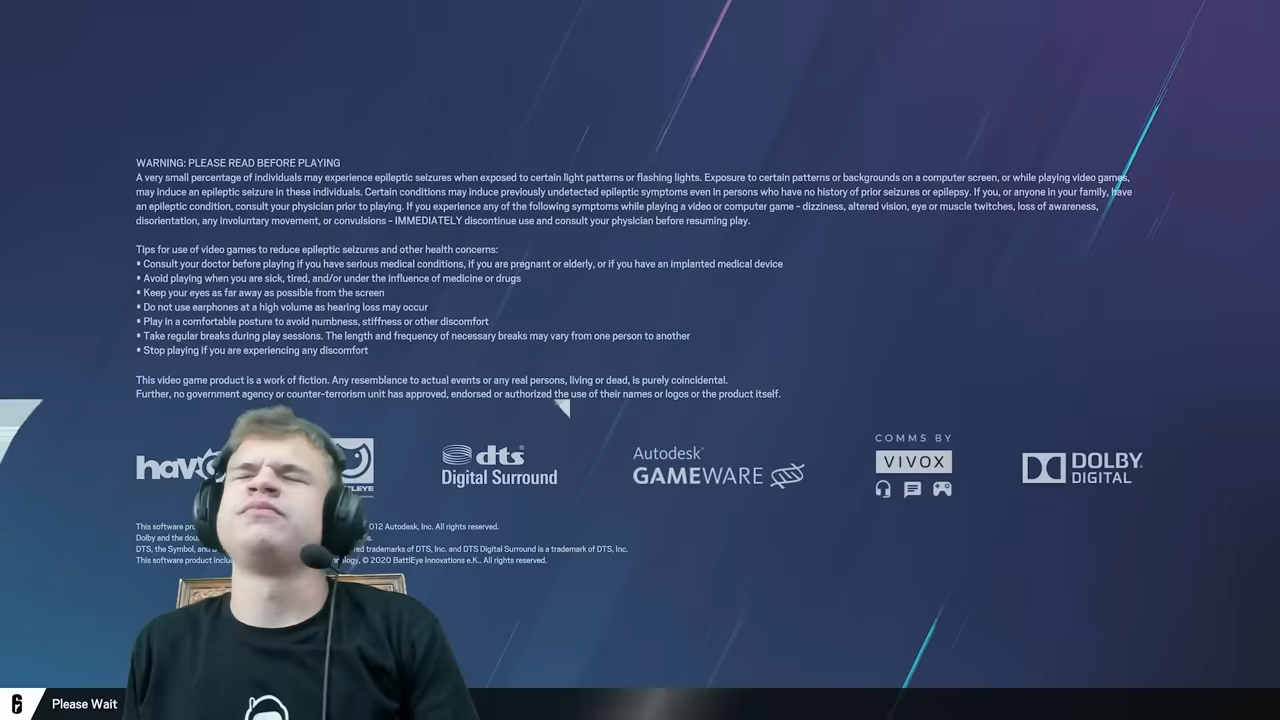 WARNING: PLEASE READ BEFORE PLAYING
A very small percentage of individuals may experience epileptic seizures when exposed to certain light patterns or flashing lights. Exposure to certain patterns or backgrounds on a computer screen, or while playing video games,
may induce an epileptic seizure in these individuals. Certain conditions may induce previously undetected epileptic symptoms even in persons who have no history of prior seizures or epilepsy. If you, or anyone in your family, have
an epileptic condition, consult your physician prior to playing. If you experience any of the following symptoms while playing a video or computer game - dizziness, altered vision, eye or muscle twitches, loss of awareness,
disorientation, any involuntary movement, or convulsions - IMMEDIATELY discontinue use and consult your physician before resuming play.
Tips for use of video games to reduce epileptic seizures and other health concerns:
• Consult your doctor before playing if you have serious medical conditions, if you are pregnant or elderly, or if you have an implanted medical device
• Avoid playing when you are sick, tired, and/or under the influence of medicine or drugs
• Keep your eyes as far away as possible from the screen
• Do not use earphones at a high volume as hearing loss may occur
• Play in a comfortable posture to avoid numbness, stiffness or other discomfort
• Take regular breaks during play sessions. The length and frequency of necessary breaks may vary from one person to another
• Stop playing if you are experiencing any discomfort
This video game product is a work of fiction. Any resemblance to actual events or any real persons, living or dead, is purely coincidental.
Further, no government agency or counter-terrorism unit has approved, endorsed or authorized the use of their names or logos or the product itself.
dts
Digital Surround
Autodesk®
GAMEWARE
COMMS BY
VIVOX
DOLBY
DIGITAL
This software 012 Autodesk, Inc. All rights reserved.
Dolby and the
DTS, the Symbol, and trademarks of DTS, Inc. and DTS Digital Surround is a trademark of DTS, Inc.
This software product © 2020 BattlEye Innovations e.K.. All rights reserved.
Please Wait